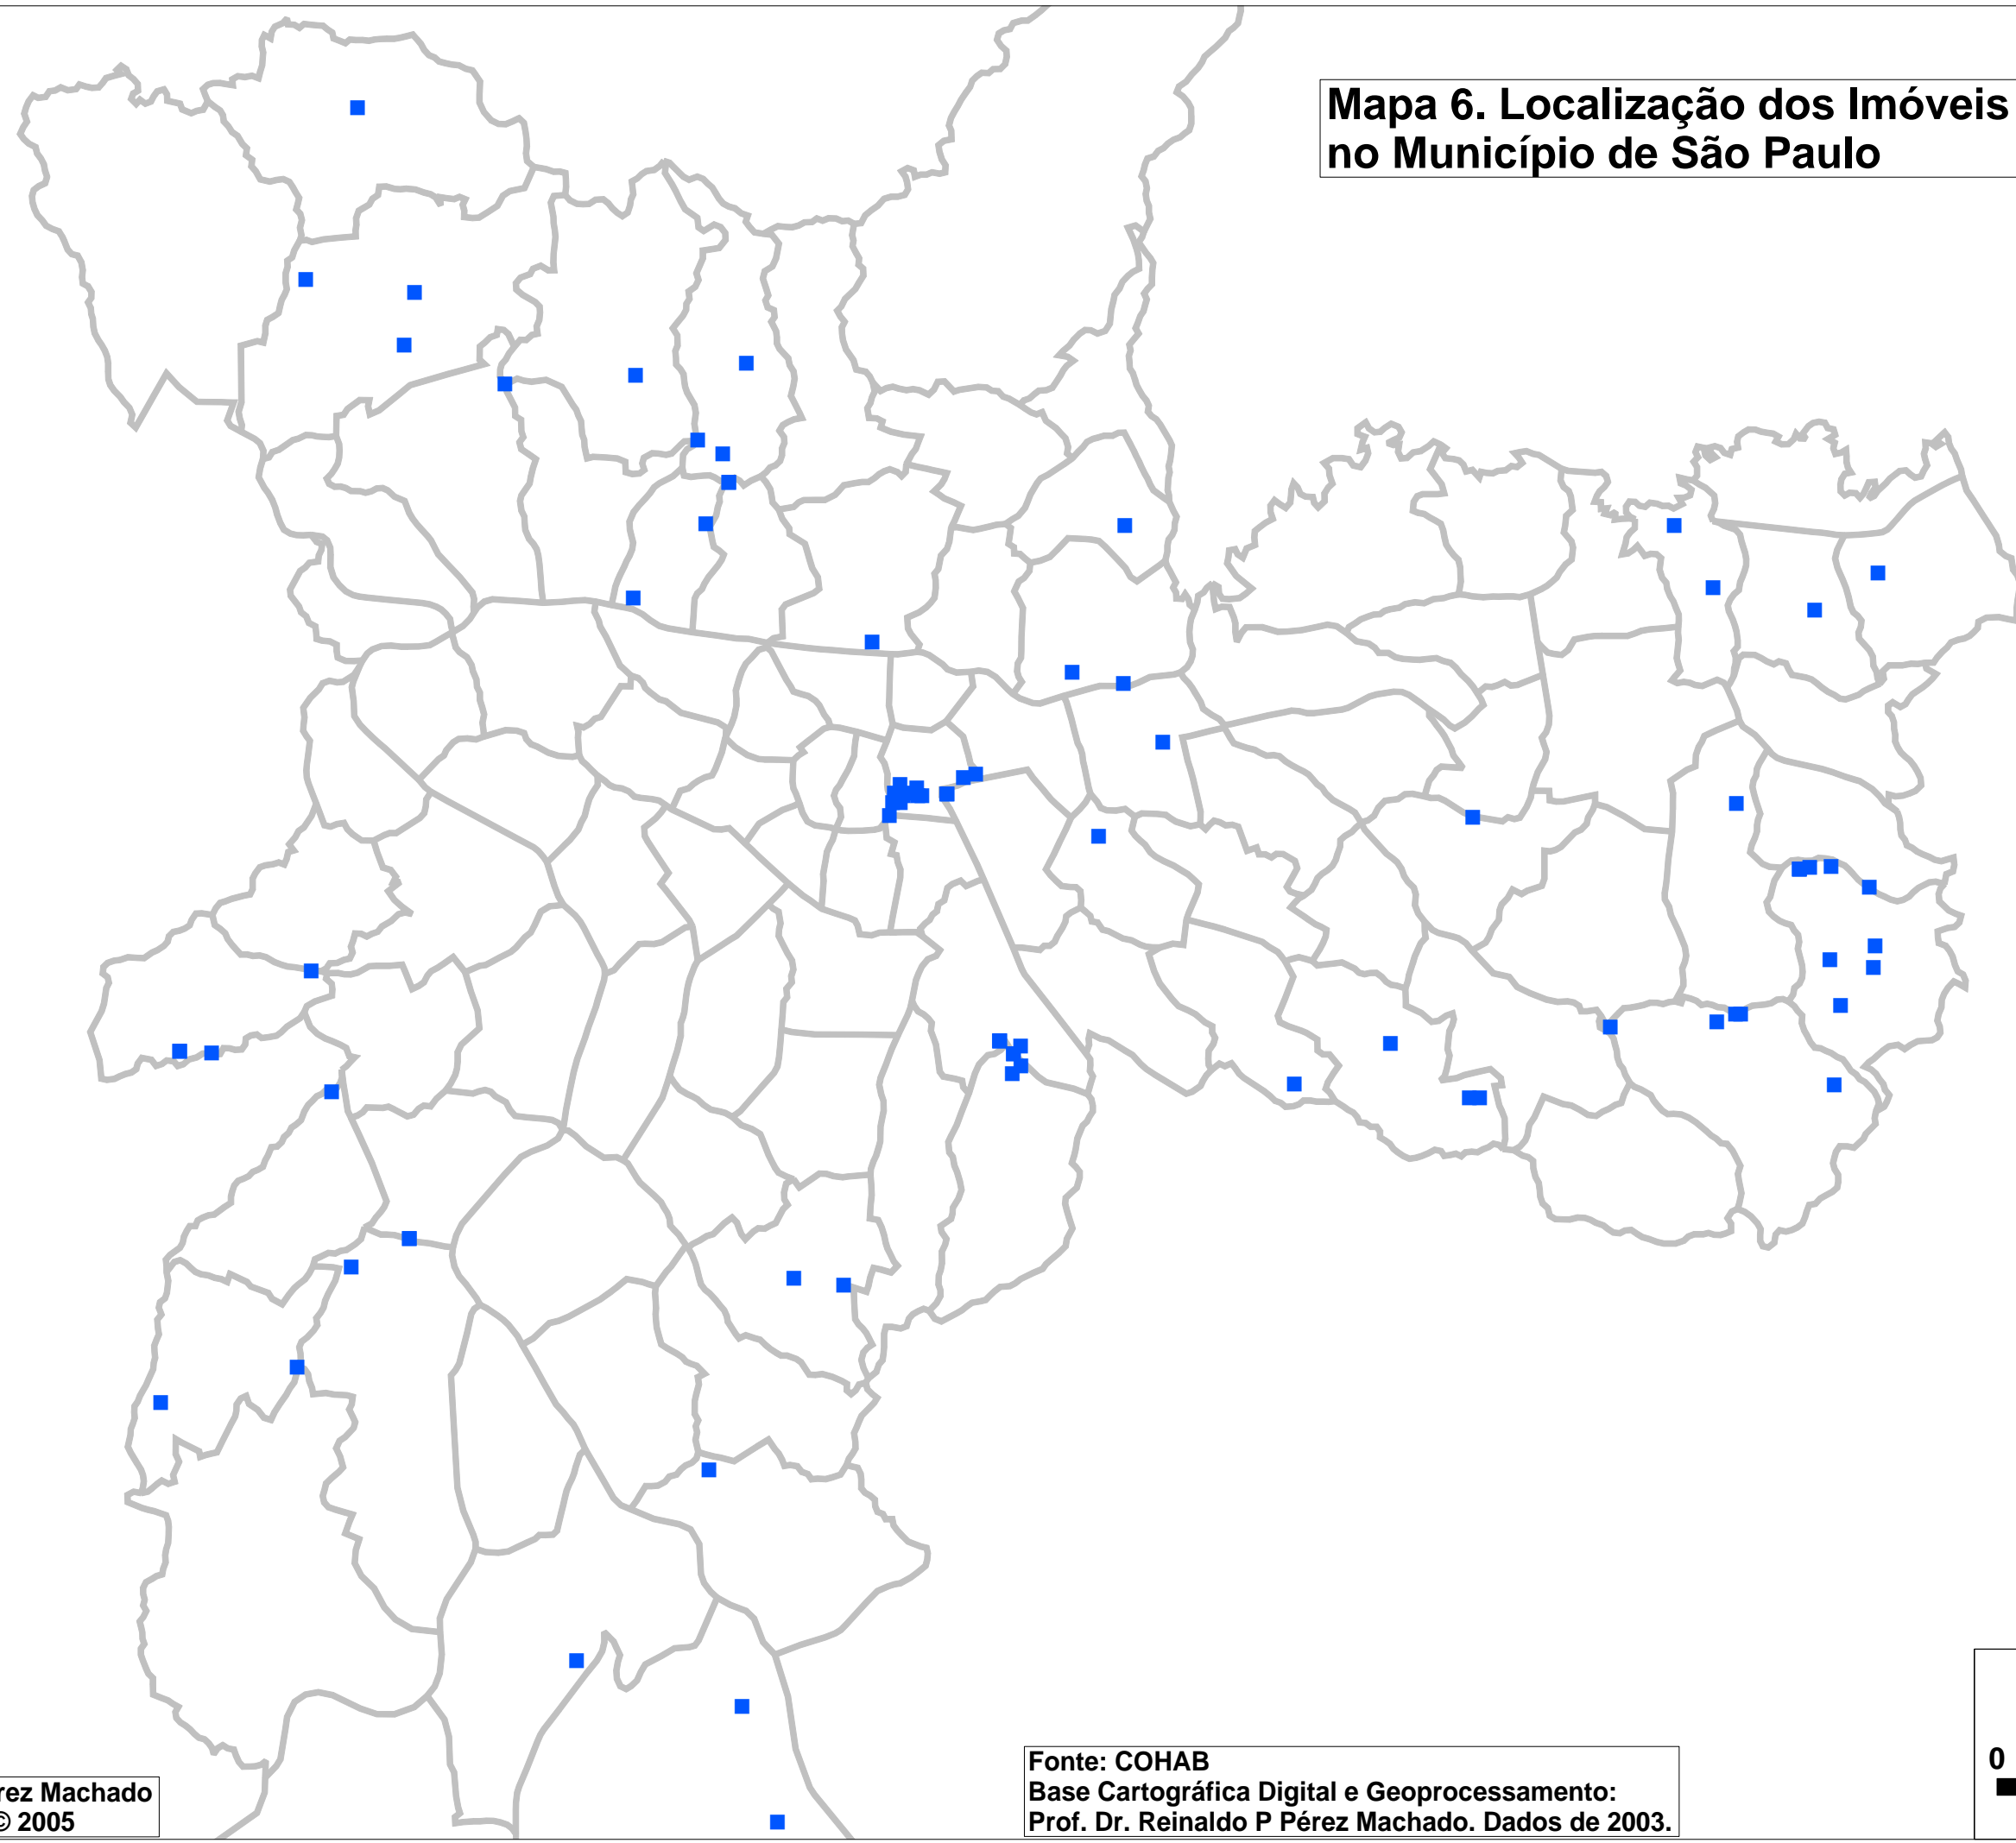 Mapa 6. Localização dos Imóveis
no Município de São Paulo
Fonte: COHAB
Base Cartográfica Digital e Geoprocessamento:
Prof. Dr. Reinaldo P Pérez Machado. Dados de 2003.
Machado
© 2005
0